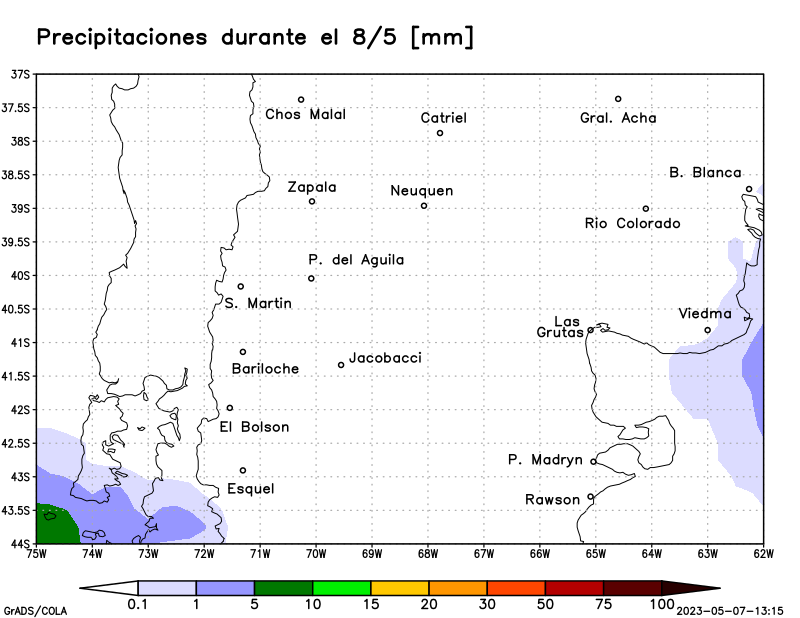 Precipitaciones durante el 8/5 [mm]
37S
37.5S
Chos Malal
Catriel
Gral. Acha
38S
38.5S
B. Blanca
Zapala
Neuquen
39S
Rio Colorado
39.5S
P. del Aguila
40S
S. Martin
40.5S
Las
Grutas
Viedma
41S
Bariloche
Jacobacci
41.5S
42S
El Bolson
42.5S
P. Madryn
43S
Esquel
Rawson
43.5S
44S
75W 74W 73W 72W 71W 70W 69W 68W 67W 66W 65W 64W 63W 62W
0.1 1 5 10 15 20 30 50 75 100
GrADS/COLA
2023-05-07-13:15